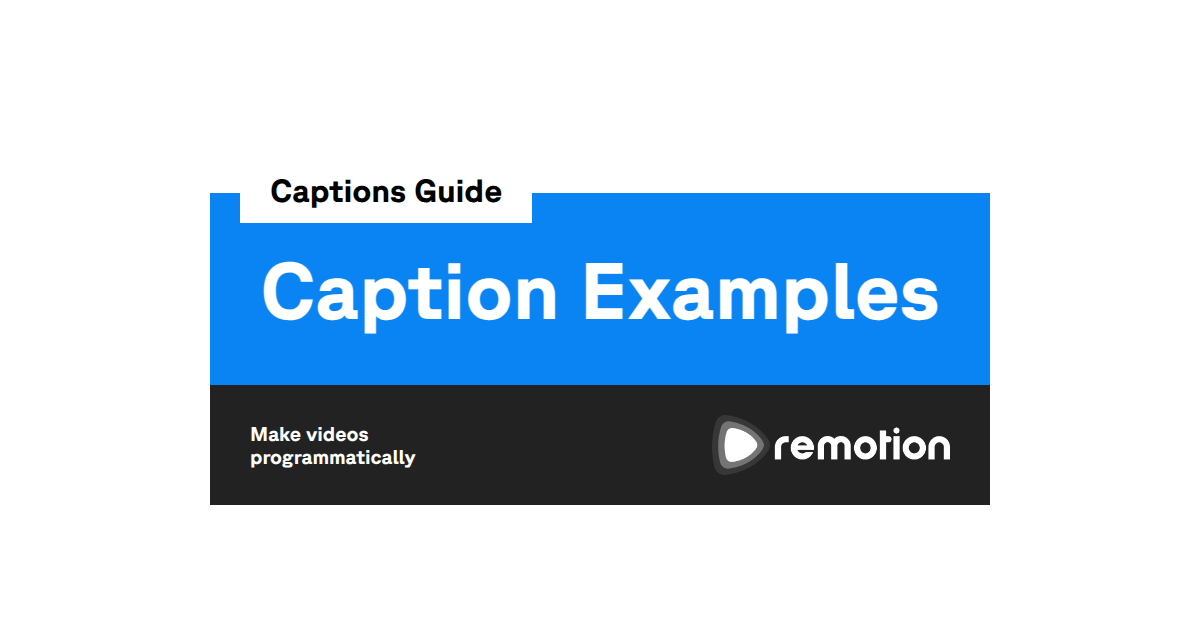 Captions Guide
Caption Examples
Make videos
programmatically
remotion